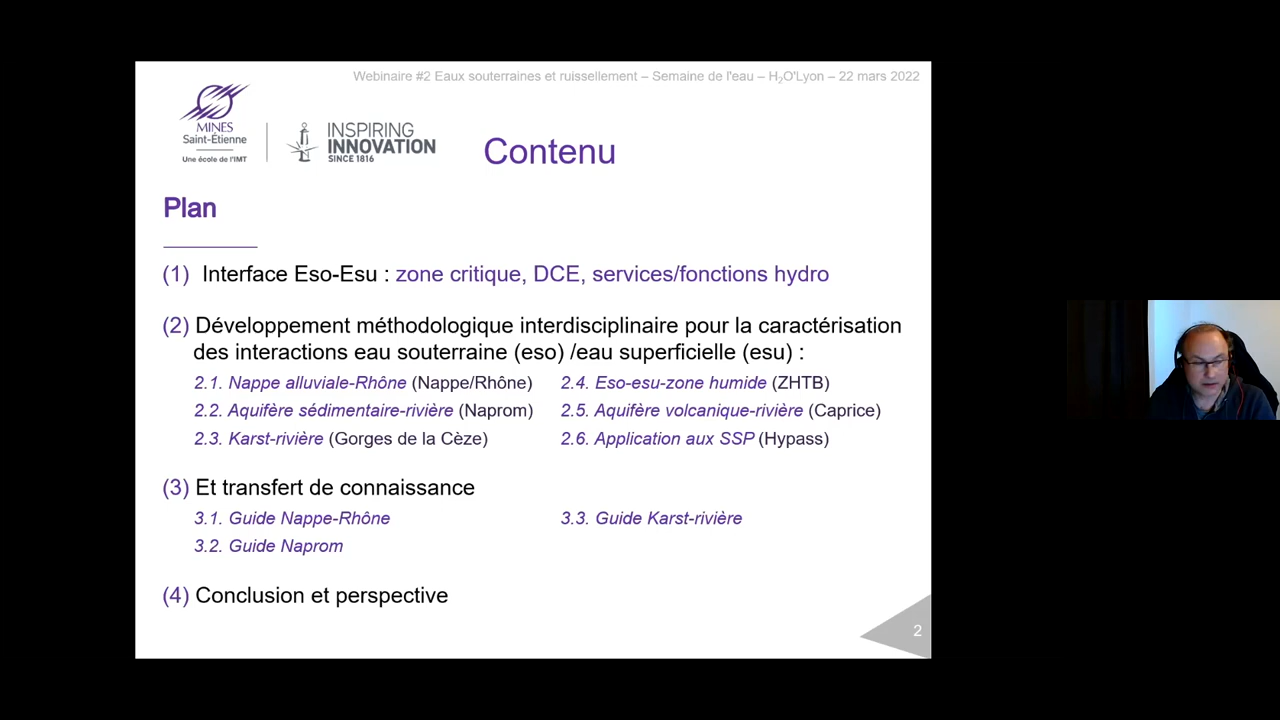 Webinaire #2 Eaux souterraines et ruissellement – Semaine de l'eau – H₂O'Lyon – 22 mars 2022
MINES
Saint-Étienne
Une école de l'IMT
INSPIRING
INNOVATION
SINCE 1816
Contenu
Plan
(1) Interface Eso-Esu : zone critique, DCE, services/fonctions hydro
(2) Développement méthodologique interdisciplinaire pour la caractérisation
des interactions eau souterraine (eso) /eau superficielle (esu) :
2.1. Nappe alluviale-Rhône (Nappe/Rhône)
2.2. Aquifère sédimentaire-rivière (Naprom)
2.3. Karst-rivière (Gorges de la Cèze)
2.4. Eso-esu-zone humide (ZHTB)
2.5. Aquifère volcanique-rivière (Caprice)
2.6. Application aux SSP (Hypass)
(3) Et transfert de connaissance
3.1. Guide Nappe-Rhône
3.2. Guide Naprom
3.3. Guide Karst-rivière
(4) Conclusion et perspective
2